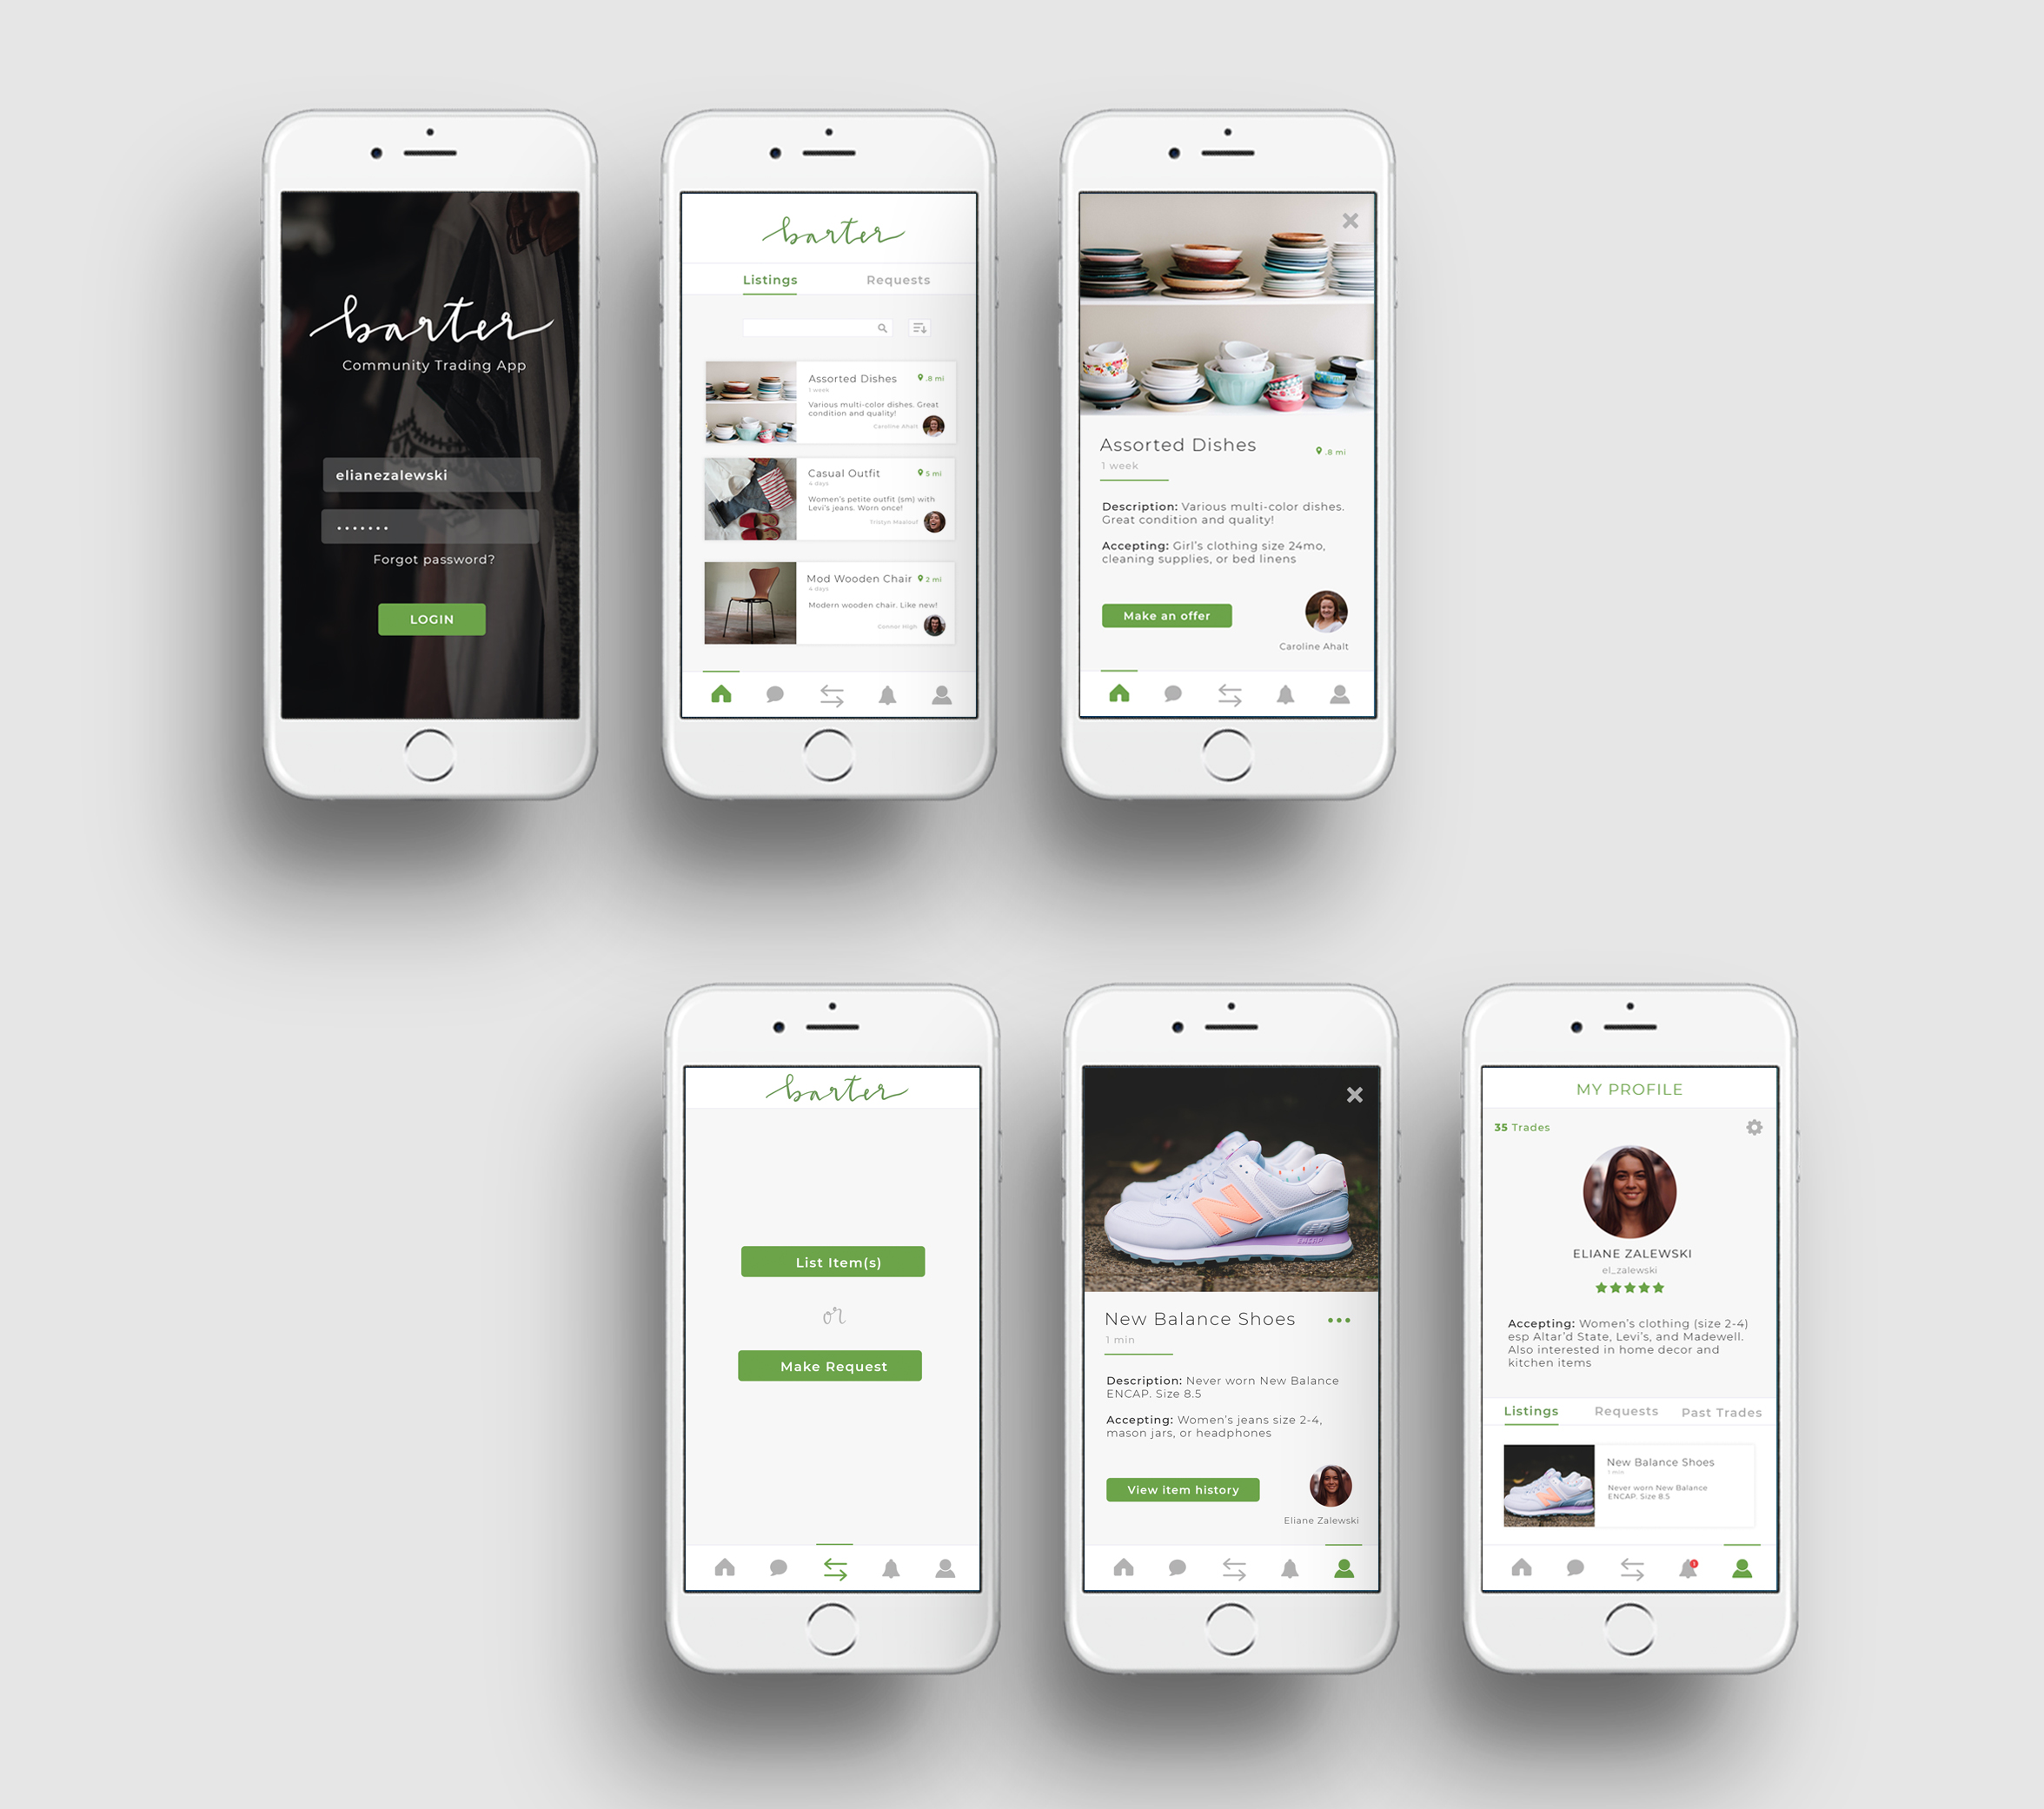 barter
Community Trading App
elianezalewski
•••••••
Forgot password?
LOGIN
barter
Listings
Requests
Assorted Dishes
.8 mi
1 week
Various multi-color dishes. Great
condition and quality!
Caroline Ahalt
Casual Outfit
5 mi
4 days
Women's petite outfit (sm) with
Levi's jeans. Worn once!
Tristyn Maalouf
Mod Wooden Chair
2 mi
4 days
Modern wooden chair. Like new!
Connor High
Assorted Dishes
.8 mi
1 week
Description: Various multi-color dishes.
Great condition and quality!
Accepting: Girl's clothing size 24mo,
cleaning supplies, or bed linens
Make an offer
Caroline Ahalt
barter
List Item(s)
or
Make Request
N
NB
ENCAP
New Balance Shoes
1 min
Description: Never worn New Balance
ENCAP. Size 8.5
Accepting: Women's jeans size 2-4,
mason jars, or headphones
View item history
Eliane Zalewski
MY PROFILE
35 Trades
ELIANE ZALEWSKI
el_zalewski
Accepting: Women's clothing (size 2-4)
esp Altar'd State, Levi's, and Madewell.
Also interested in home decor and
kitchen items
Listings
Requests
Past Trades
N
New Balance Shoes
1 min
Never worn New Balance
ENCAP. Size 8.5